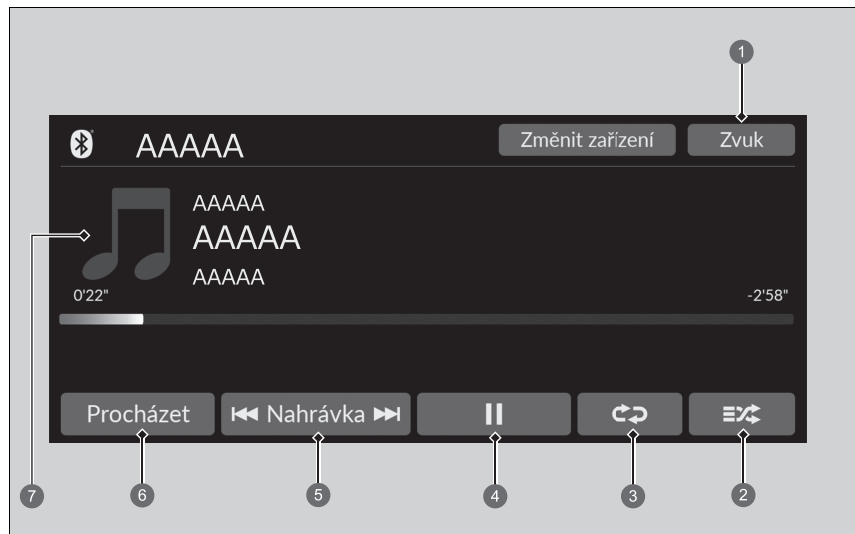 1
AAAAA Změnit zařízení Zvuk
AAAAA
AAAAA
AAAAA
7
0'22" -2'58"
Procházet Nahrávka
6 5 4 3 2